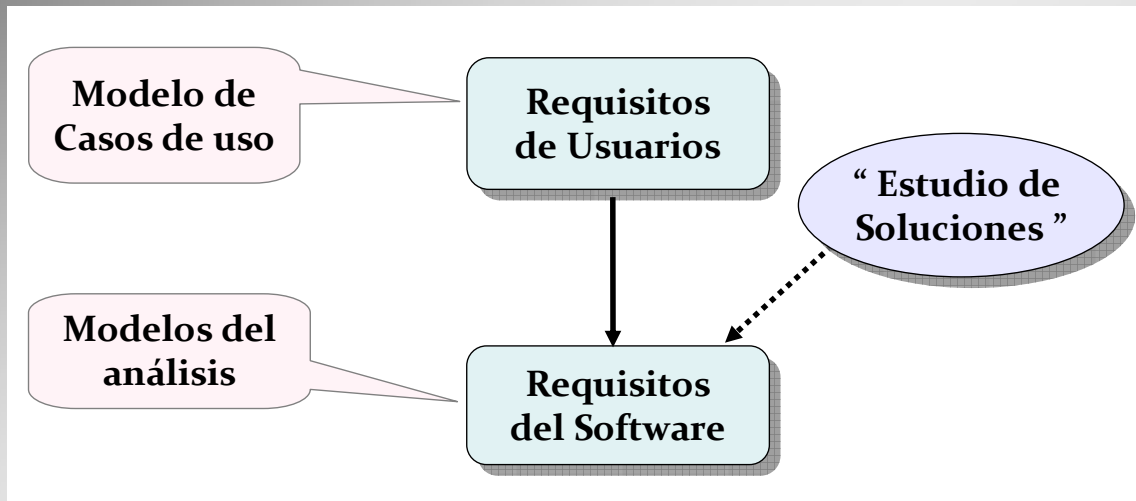 Modelo de
Casos de uso
Requisitos
de Usuarios
“ Estudio de
Soluciones ”
Modelos del
análisis
Requisitos
del Software